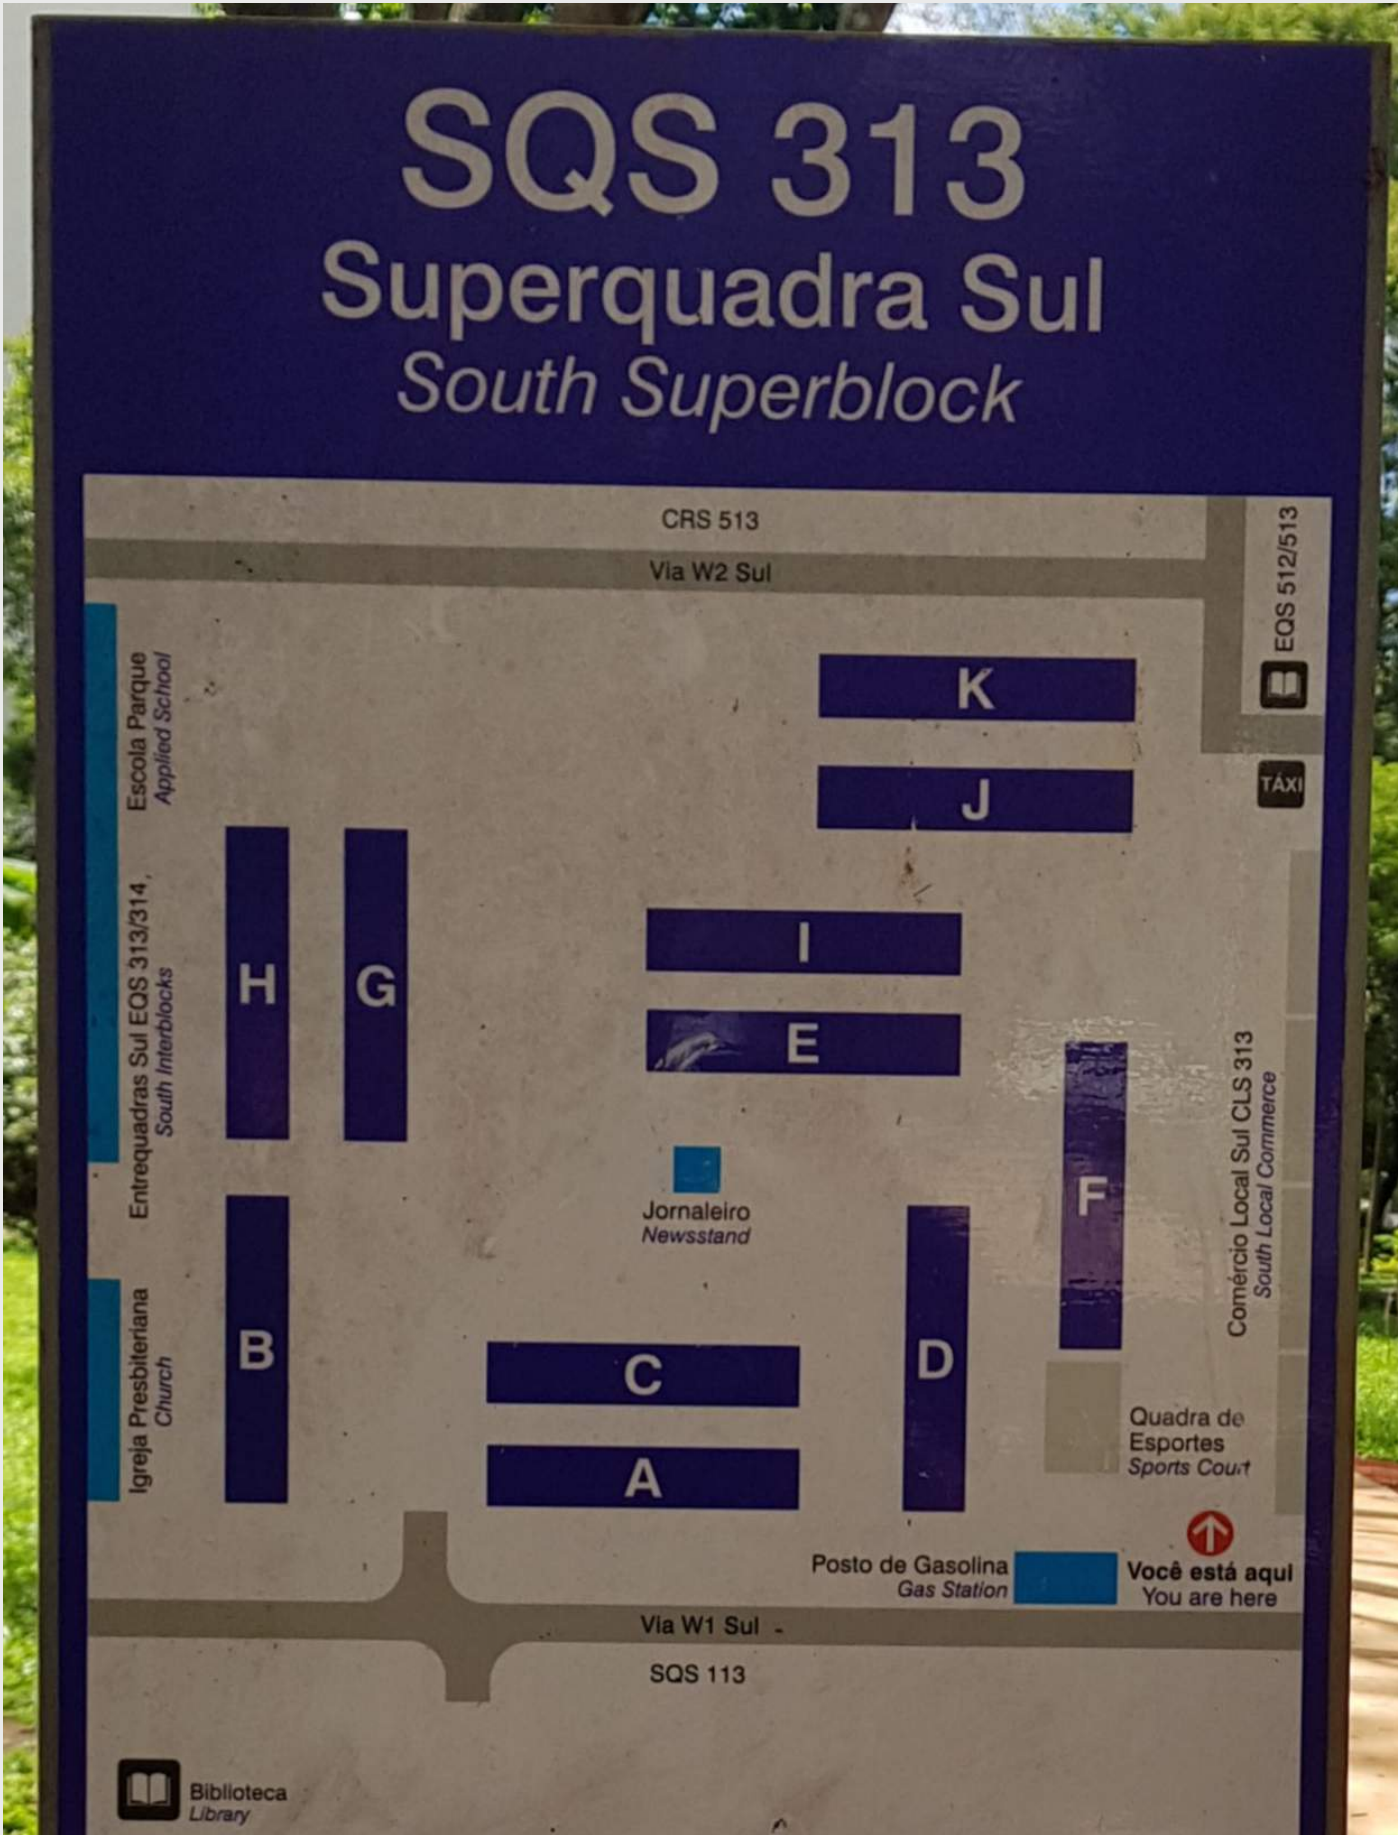 SQS 313
Superquadra Sul
South Superblock
CRS 513
Via W2 Sul
EQS 512/513
TÁXI
Escola Parque
Applied School
K
J
Entrequadras Sul EQS 313/314
South Interblocks
H
G
I
E
F
Jornaleiro
Newsstand
Comércio Local Sul CLS 313
South Local Commerce
Igreja Presbiteriana
Church
B
C
D
A
Quadra de
Esportes
Sports Court
Posto de Gasolina
Gas Station
Você está aqui
You are here
Via W1 Sul
SQS 113
Biblioteca
Library